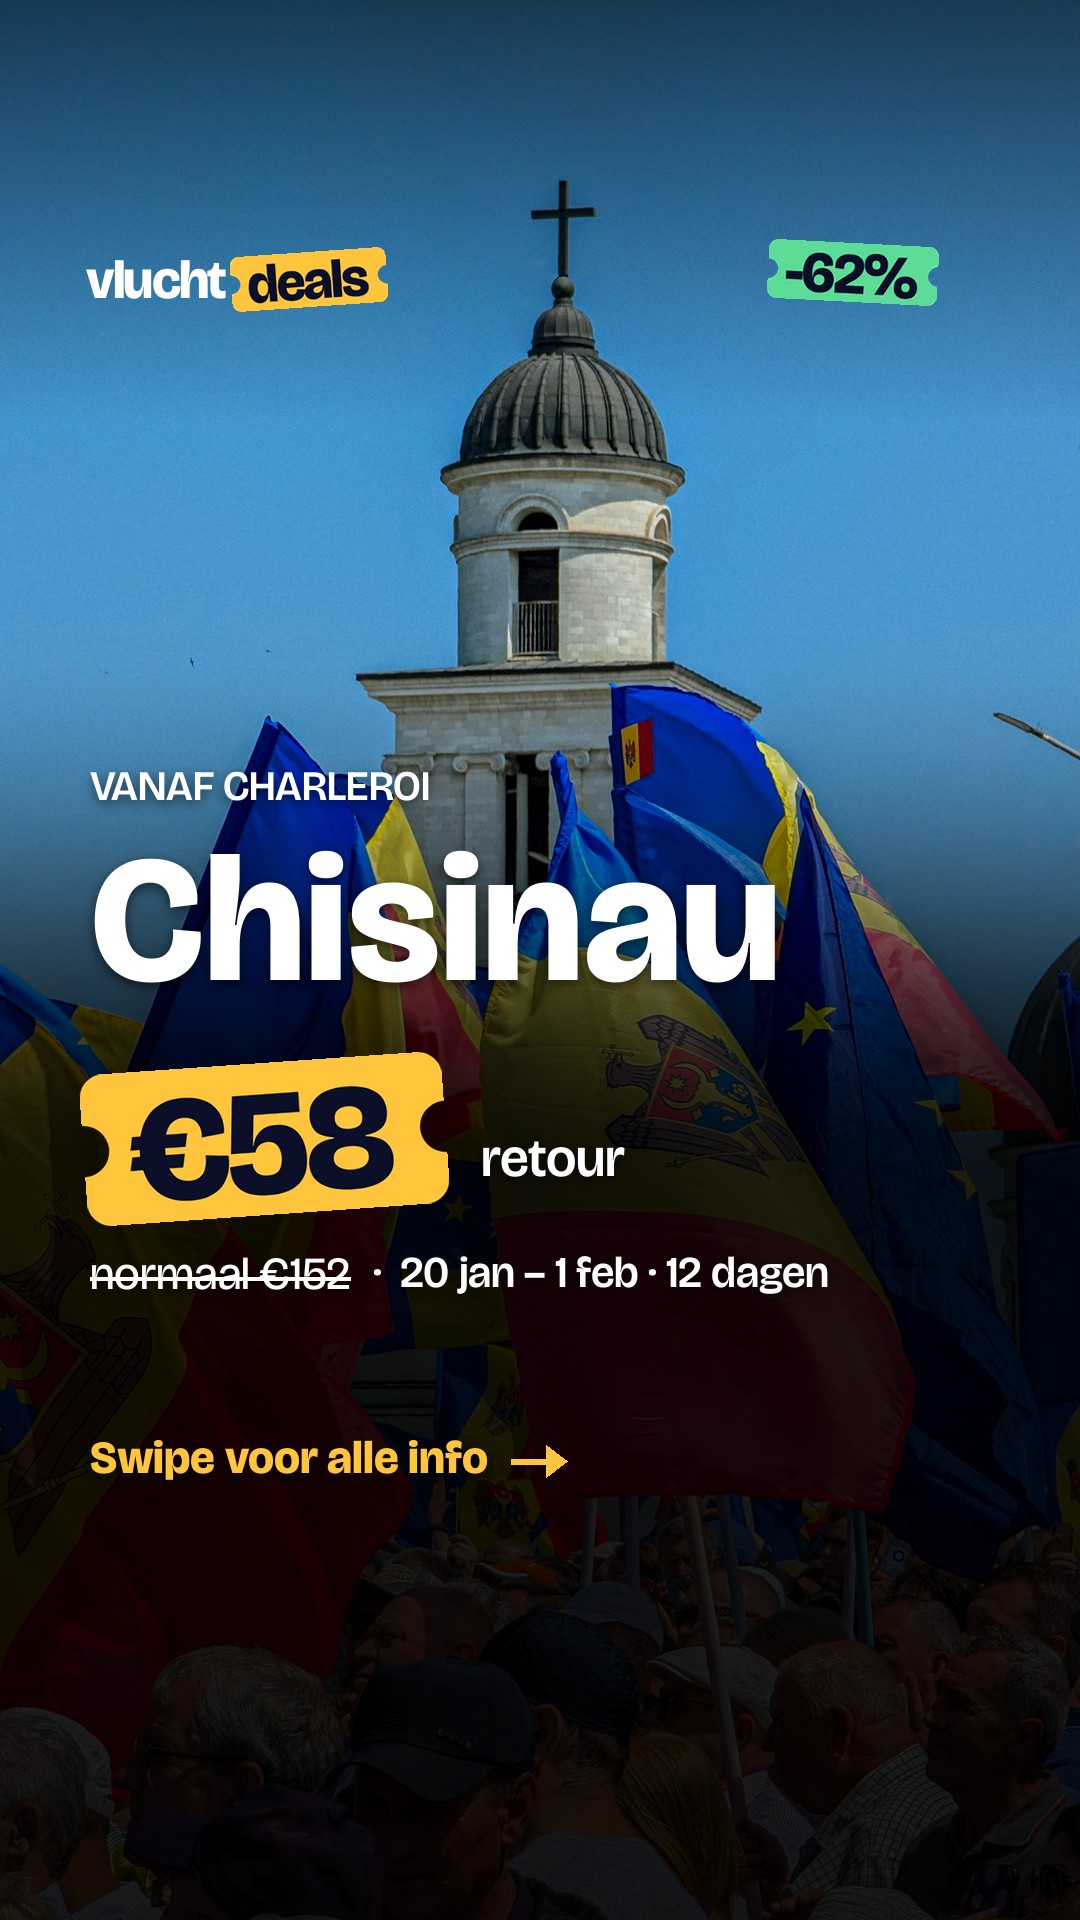 vlucht deals
-62%
VANAF CHARLEROI
Chisinau
€58 retour
normaal €152 · 20 jan – 1 feb · 12 dagen
Swipe voor alle info →